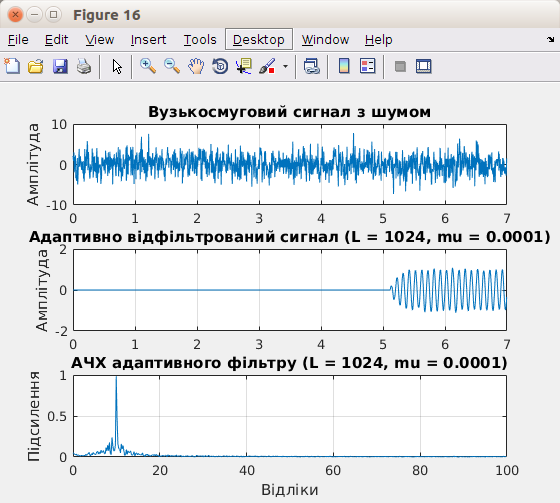 Figure 16
File Edit View Insert Tools Desktop Window Help
Вузькосмуговий сигнал з шумом
Амплітуда
10
0
-10
0 1 2 3 4 5 6 7
Адаптивно відфільтрований сигнал (L = 1024, mu = 0.0001)
Амплітуда
2
0
-2
0 1 2 3 4 5 6 7
АЧХ адаптивного фільтру (L = 1024, mu = 0.0001)
Підсилення
1
0.5
0
0 20 40 60 80 100
Відліки